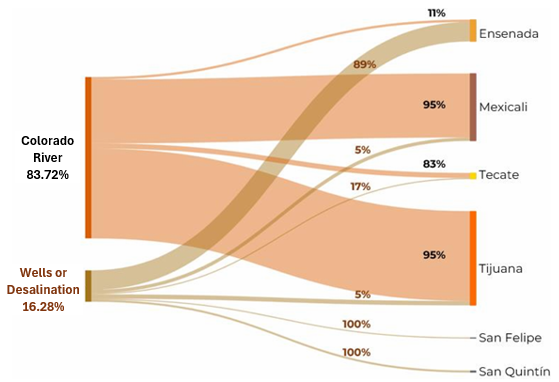 11%
Ensenada
89%
Colorado
River
83.72%
95%
Mexicali
5%
83%
Tecate
17%
Wells or
Desalination
16.28%
95%
Tijuana
5%
100%
San Felipe
100%
San Quintín